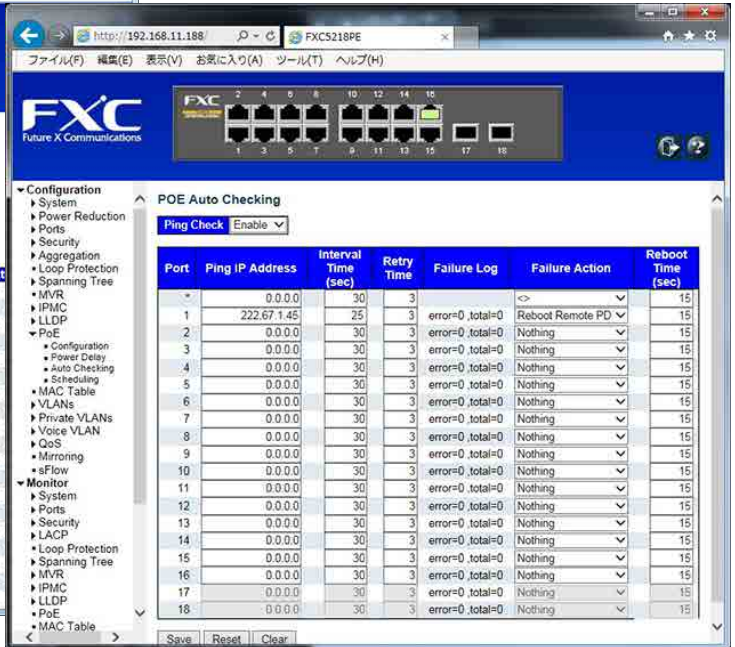 http://192.168.11.188/
FXC5218PE
ファイル(F) 編集(E) 表示(V) お気に入り(A) ツール(T) ヘルプ(H)
FXC
Future X Communications
FXC
2 4 6 8 10 12 14 16
1 3 5 7 9 11 13 15 17 18
Configuration
System
Power Reduction
Ports
Security
Aggregation
Loop Protection
Spanning Tree
MVR
IPMC
LLDP
PoE
Configuration
Power Delay
Auto Checking
Scheduling
MAC Table
VLANs
Private VLANs
Voice VLAN
QoS
Mirroring
sFlow
Monitor
System
Ports
Security
LACP
Loop Protection
Spanning Tree
MVR
IPMC
LLDP
PoE
MAC Table
POE Auto Checking
Ping Check Enable
Port Ping IP Address Interval Time (sec) Retry Time Failure Log Failure Action Reboot Time (sec)
* 0.0.0.0 30 3 <> 15
1 222.67.1.45 25 3 error=0 ,total=0 Reboot Remote PD 15
2 0.0.0.0 30 3 error=0 ,total=0 Nothing 15
3 0.0.0.0 30 3 error=0 ,total=0 Nothing 15
4 0.0.0.0 30 3 error=0 ,total=0 Nothing 15
5 0.0.0.0 30 3 error=0 ,total=0 Nothing 15
6 0.0.0.0 30 3 error=0 ,total=0 Nothing 15
7 0.0.0.0 30 3 error=0 ,total=0 Nothing 15
8 0.0.0.0 30 3 error=0 ,total=0 Nothing 15
9 0.0.0.0 30 3 error=0 ,total=0 Nothing 15
10 0.0.0.0 30 3 error=0 ,total=0 Nothing 15
11 0.0.0.0 30 3 error=0 ,total=0 Nothing 15
12 0.0.0.0 30 3 error=0 ,total=0 Nothing 15
13 0.0.0.0 30 3 error=0 ,total=0 Nothing 15
14 0.0.0.0 30 3 error=0 ,total=0 Nothing 15
15 0.0.0.0 30 3 error=0 ,total=0 Nothing 15
16 0.0.0.0 30 3 error=0 ,total=0 Nothing 15
17 0.0.0.0 30 3 error=0 ,total=0 Nothing 15
18 0.0.0.0 30 3 error=0 ,total=0 Nothing 15
Save Reset Clear